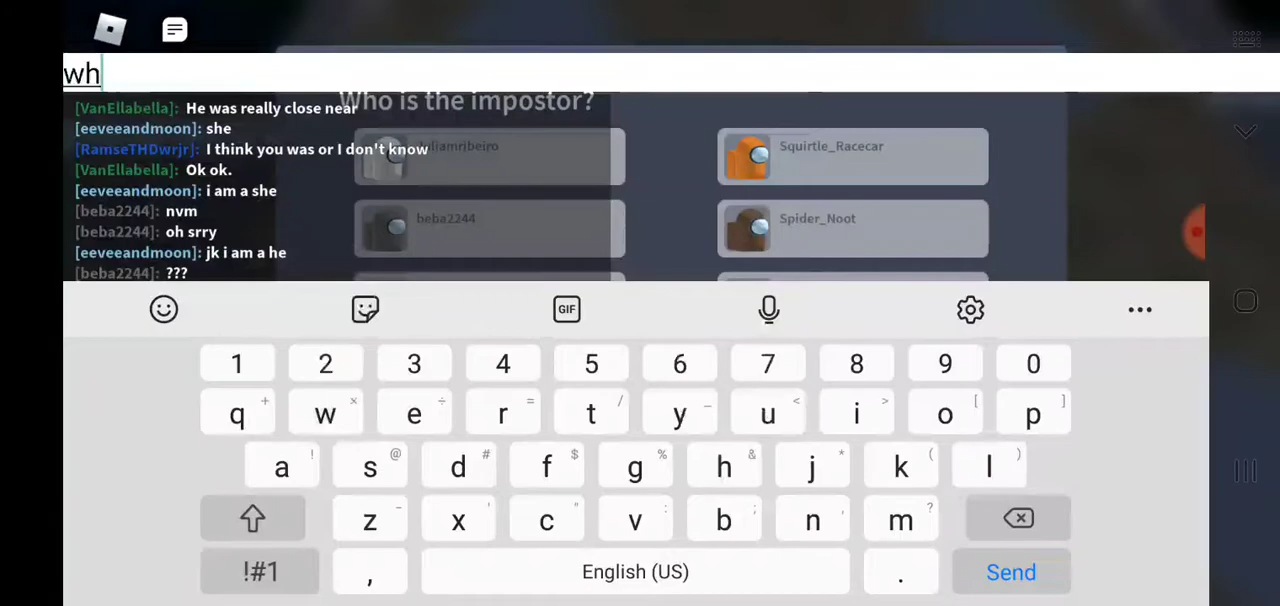 wh
Who is the impostor?
[VanEllabella]: He was really close near
[eeveeandmoon]: she
[RamseTHDwrjr]: I think you was or I don't know
[VanEllabella]: Ok ok.
[eeveeandmoon]: i am a she
[beba2244]: nvm
[beba2244]: oh srry
[eeveeandmoon]: jk i am a he
[beba2244]: ???
Squirtle_Racecar
beba2244
Spider_Noot
GIF
1 2 3 4 5 6 7 8 9 0
q + w × e ÷ r = t / y _ u < i > o [ p ]
a ! s @ d # f $ g % h & j * k ( l )
z - x ' c " v : b ; n , m ?
!#1 , English (US) . Send